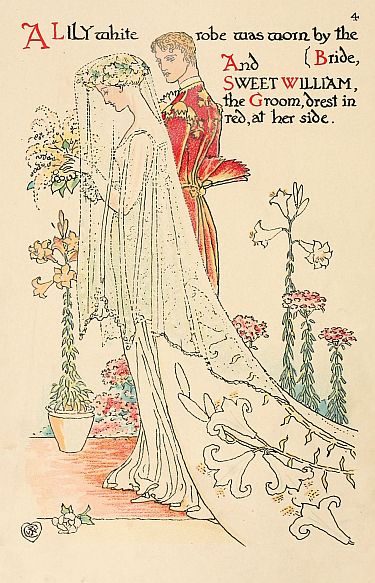 4
A LILY white robe was worn by the
And (Bride,
SWEET WILLIAM,
the Groom, drest in
red, at her side.